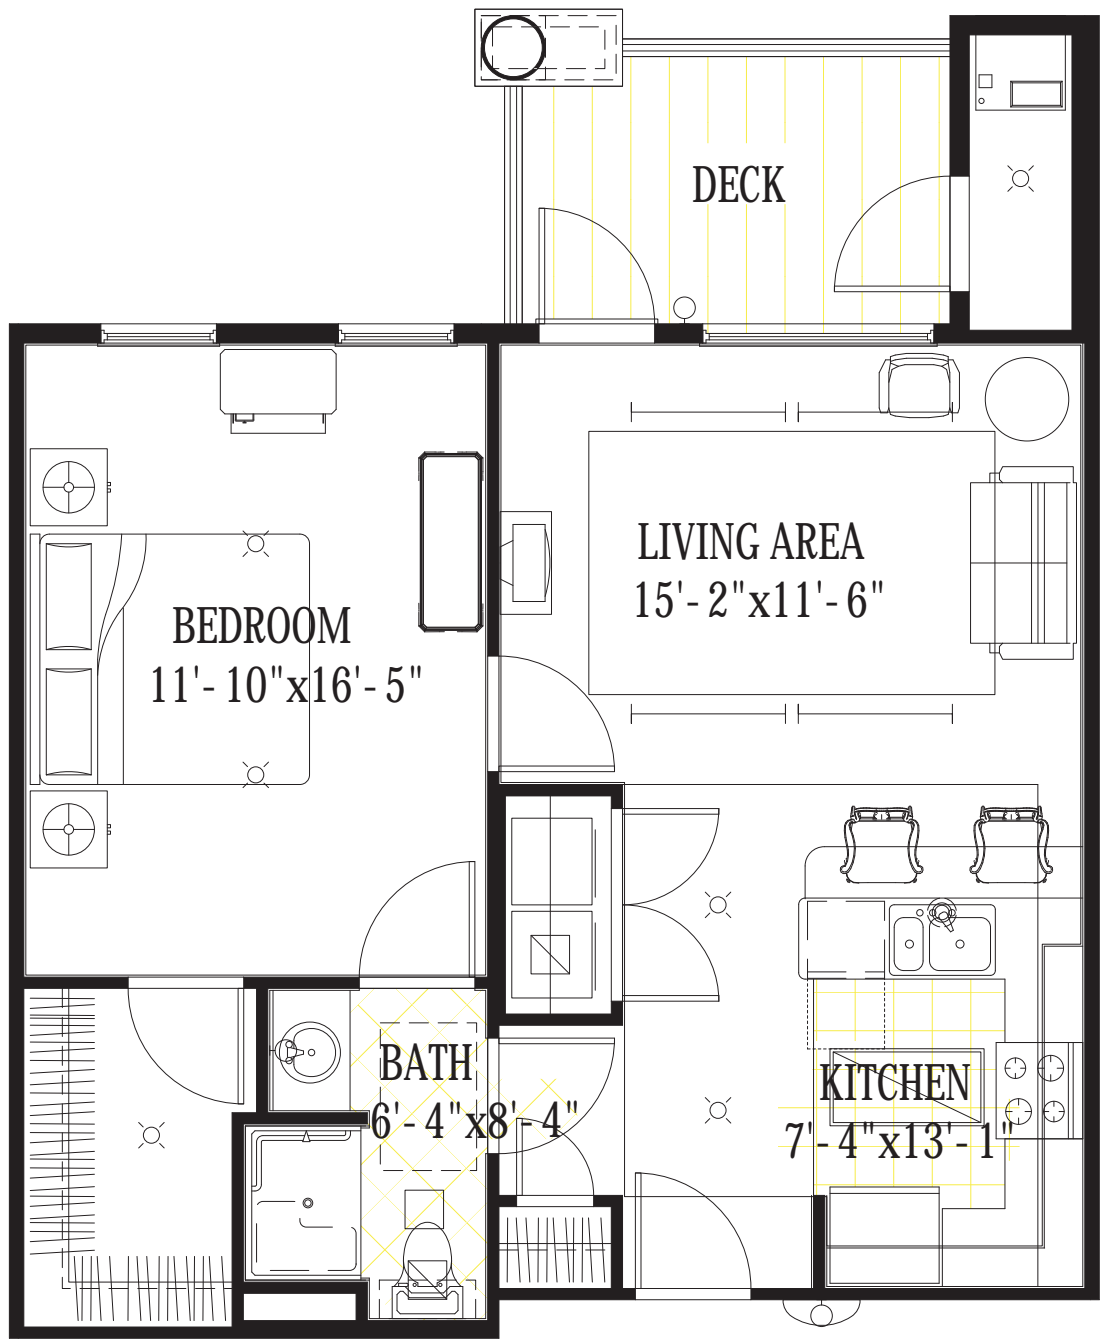 DECK
LIVING AREA
15'- 2"x11'- 6"
BEDROOM
11'- 10"x16'- 5"
BATH
6'- 4"x8'- 4"
KITCHEN
7'- 4"x13'- 1"